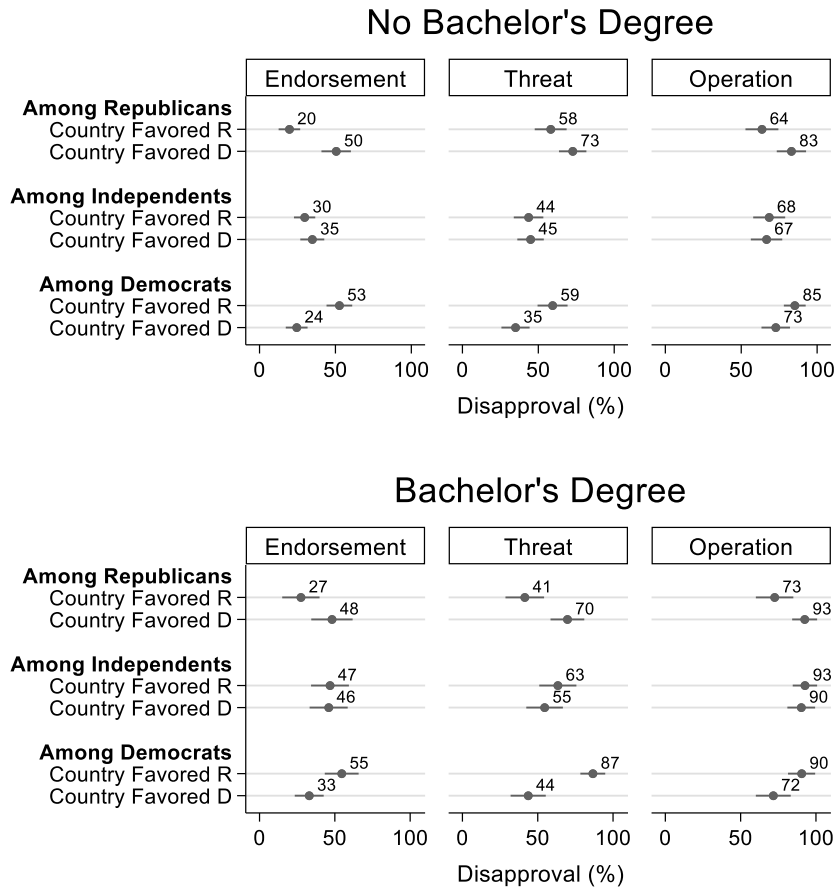 No Bachelor's Degree
Endorsement Threat Operation
Among Republicans
Country Favored R 20 58 64
Country Favored D 50 73 83
Among Independents
Country Favored R 30 44 68
Country Favored D 35 45 67
Among Democrats
Country Favored R 53 59 85
Country Favored D 24 35 73
0 50 100 0 50 100 0 50 100
Disapproval (%)
Bachelor's Degree
Endorsement Threat Operation
Among Republicans
Country Favored R 27 41 73
Country Favored D 48 70 93
Among Independents
Country Favored R 47 63 93
Country Favored D 46 55 90
Among Democrats
Country Favored R 55 87 90
Country Favored D 33 44 72
0 50 100 0 50 100 0 50 100
Disapproval (%)